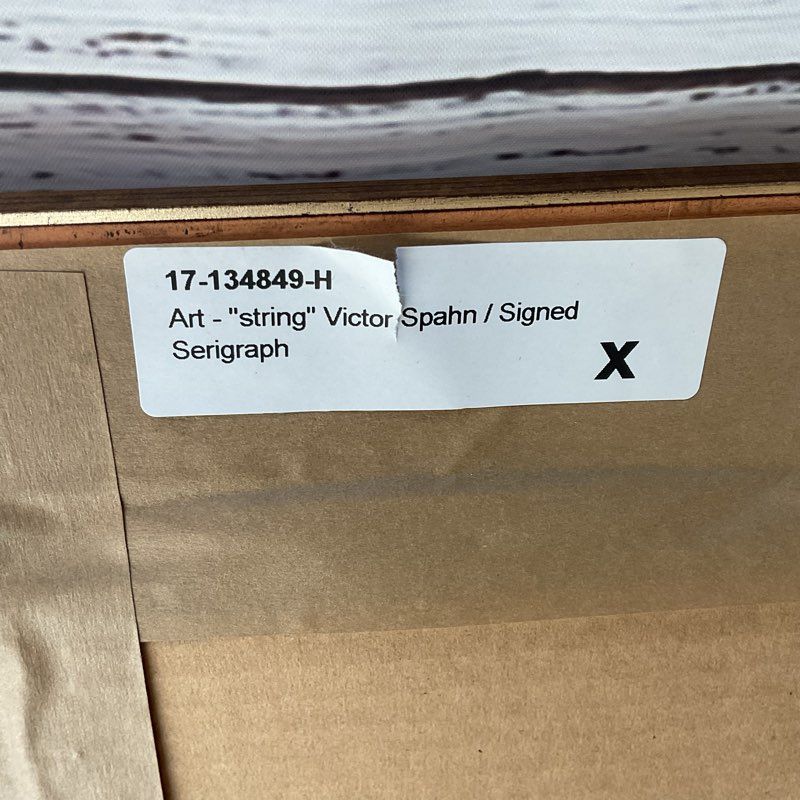 17-134849-H
Art - "string" Victor Spahn / Signed
Serigraph
X